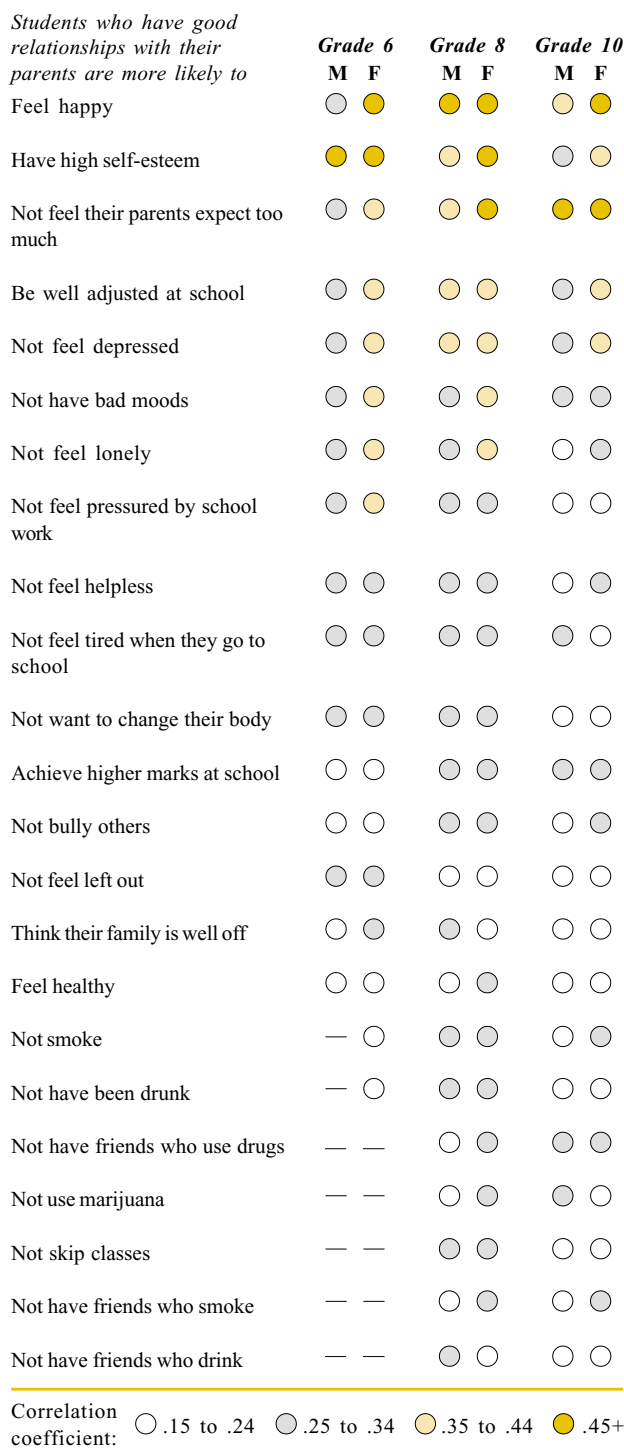 Students who have good
relationships with their
parents are more likely to
Grade 6 Grade 8 Grade 10
M F M F M F
Feel happy
Have high self-esteem
Not feel their parents expect too
much
Be well adjusted at school
Not feel depressed
Not have bad moods
Not feel lonely
Not feel pressured by school
work
Not feel helpless
Not feel tired when they go to
school
Not want to change their body
Achieve higher marks at school
Not bully others
Not feel left out
Think their family is well off
Feel healthy
Not smoke —
Not have been drunk —
Not have friends who use drugs — —
Not use marijuana — —
Not skip classes — —
Not have friends who smoke — —
Not have friends who drink — —
Correlation
coefficient: .15 to .24 .25 to .34 .35 to .44 .45+